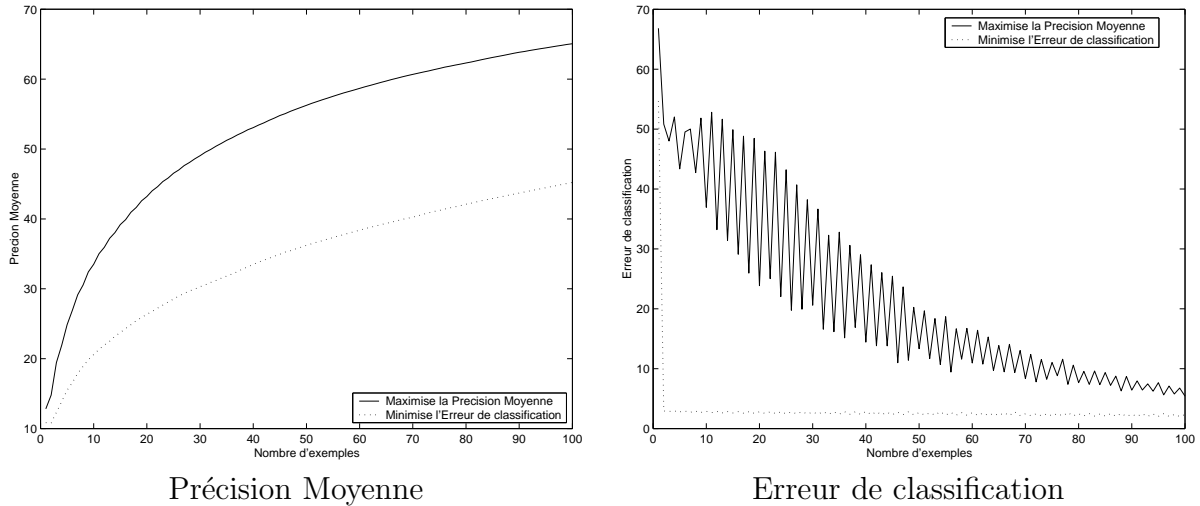 70
60
50
40
30
20
10
Precion Moyenne
0 10 20 30 40 50 60 70 80 90 100
Nombre d'exemples
Maximise la Precision Moyenne
Minimise l'Erreur de classification
Précision Moyenne
70
60
50
40
30
20
10
0
Erreur de classification
0 10 20 30 40 50 60 70 80 90 100
Nombre d'exemples
Maximise la Precision Moyenne
Minimise l'Erreur de classification
Erreur de classification